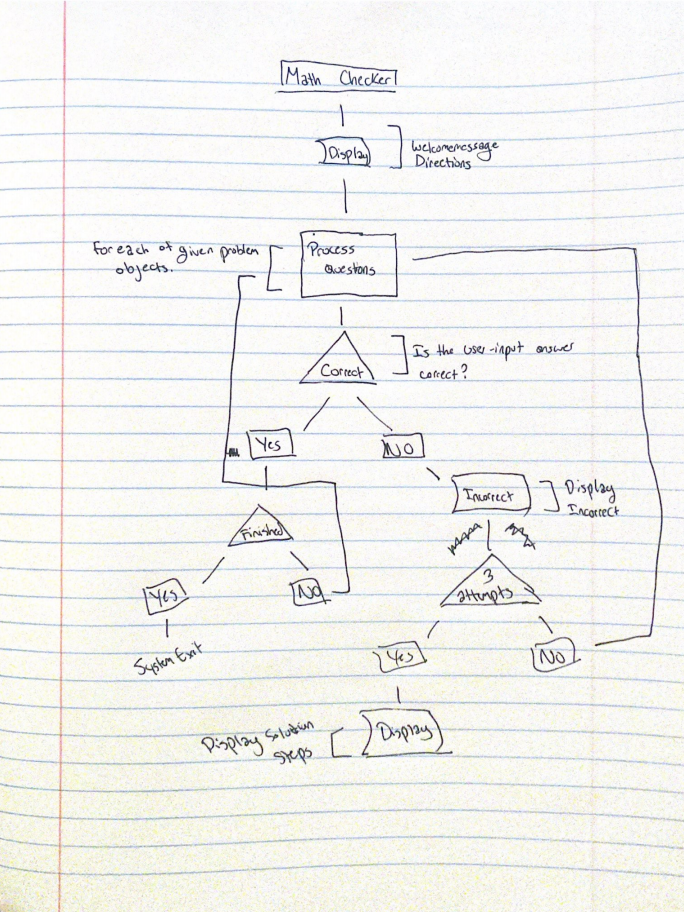 Math Checker
Display
Welcomemessage
Directions
For each of given problem
objects.
Process
Questions
Correct
Is the user-input answer
correct?
Yes
NO
Incorrect
Display
Incorrect
Finished
3
attempts
Yes
No
System Exit
Yes
No
Display Solution
Steps
Display